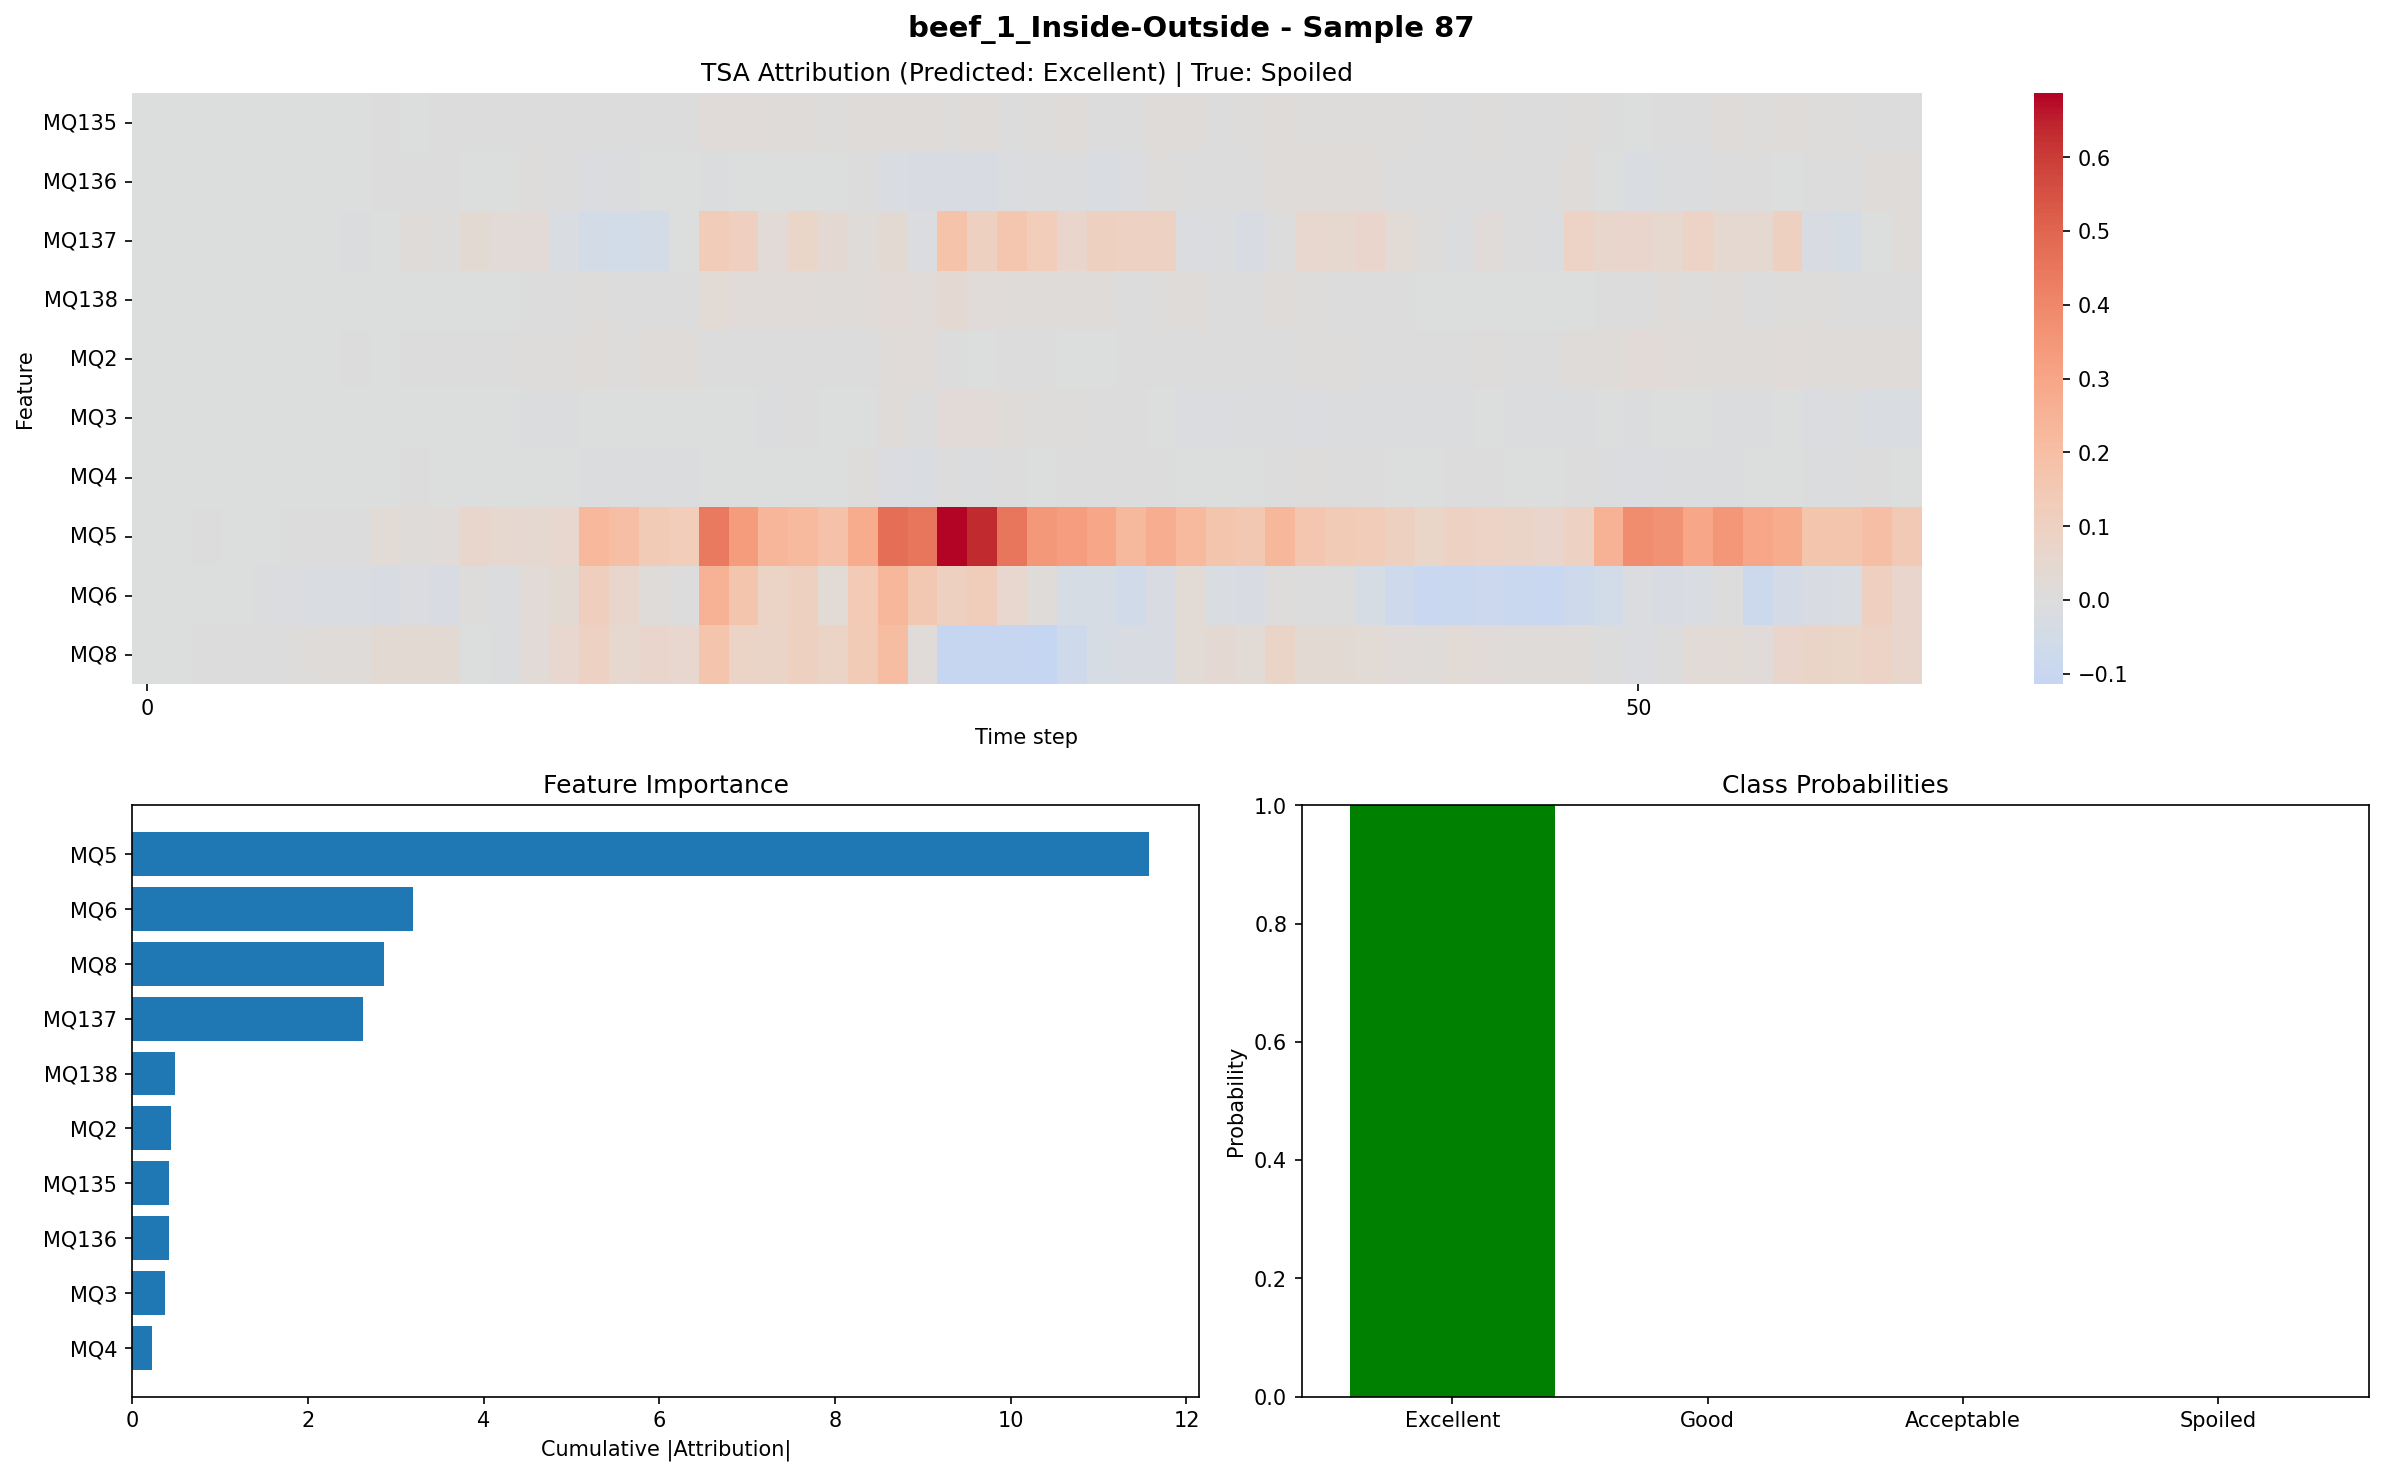 beef_1_Inside-Outside - Sample 87
TSA Attribution (Predicted: Excellent) | True: Spoiled
Feature
MQ135
MQ136
MQ137
MQ138
MQ2
MQ3
MQ4
MQ5
MQ6
MQ8
0
50
Time step
0.6
0.5
0.4
0.3
0.2
0.1
0.0
−0.1
Feature Importance
MQ5
MQ6
MQ8
MQ137
MQ138
MQ2
MQ135
MQ136
MQ3
MQ4
0
2
4
6
8
10
12
Cumulative |Attribution|
Class Probabilities
Probability
1.0
0.8
0.6
0.4
0.2
0.0
Excellent
Good
Acceptable
Spoiled